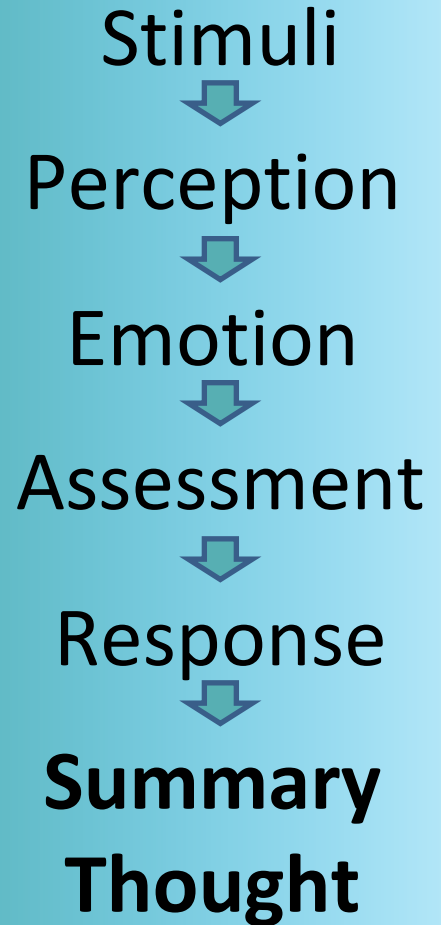 Stimuli
Perception
Emotion
Assessment
Response
Summary
Thought